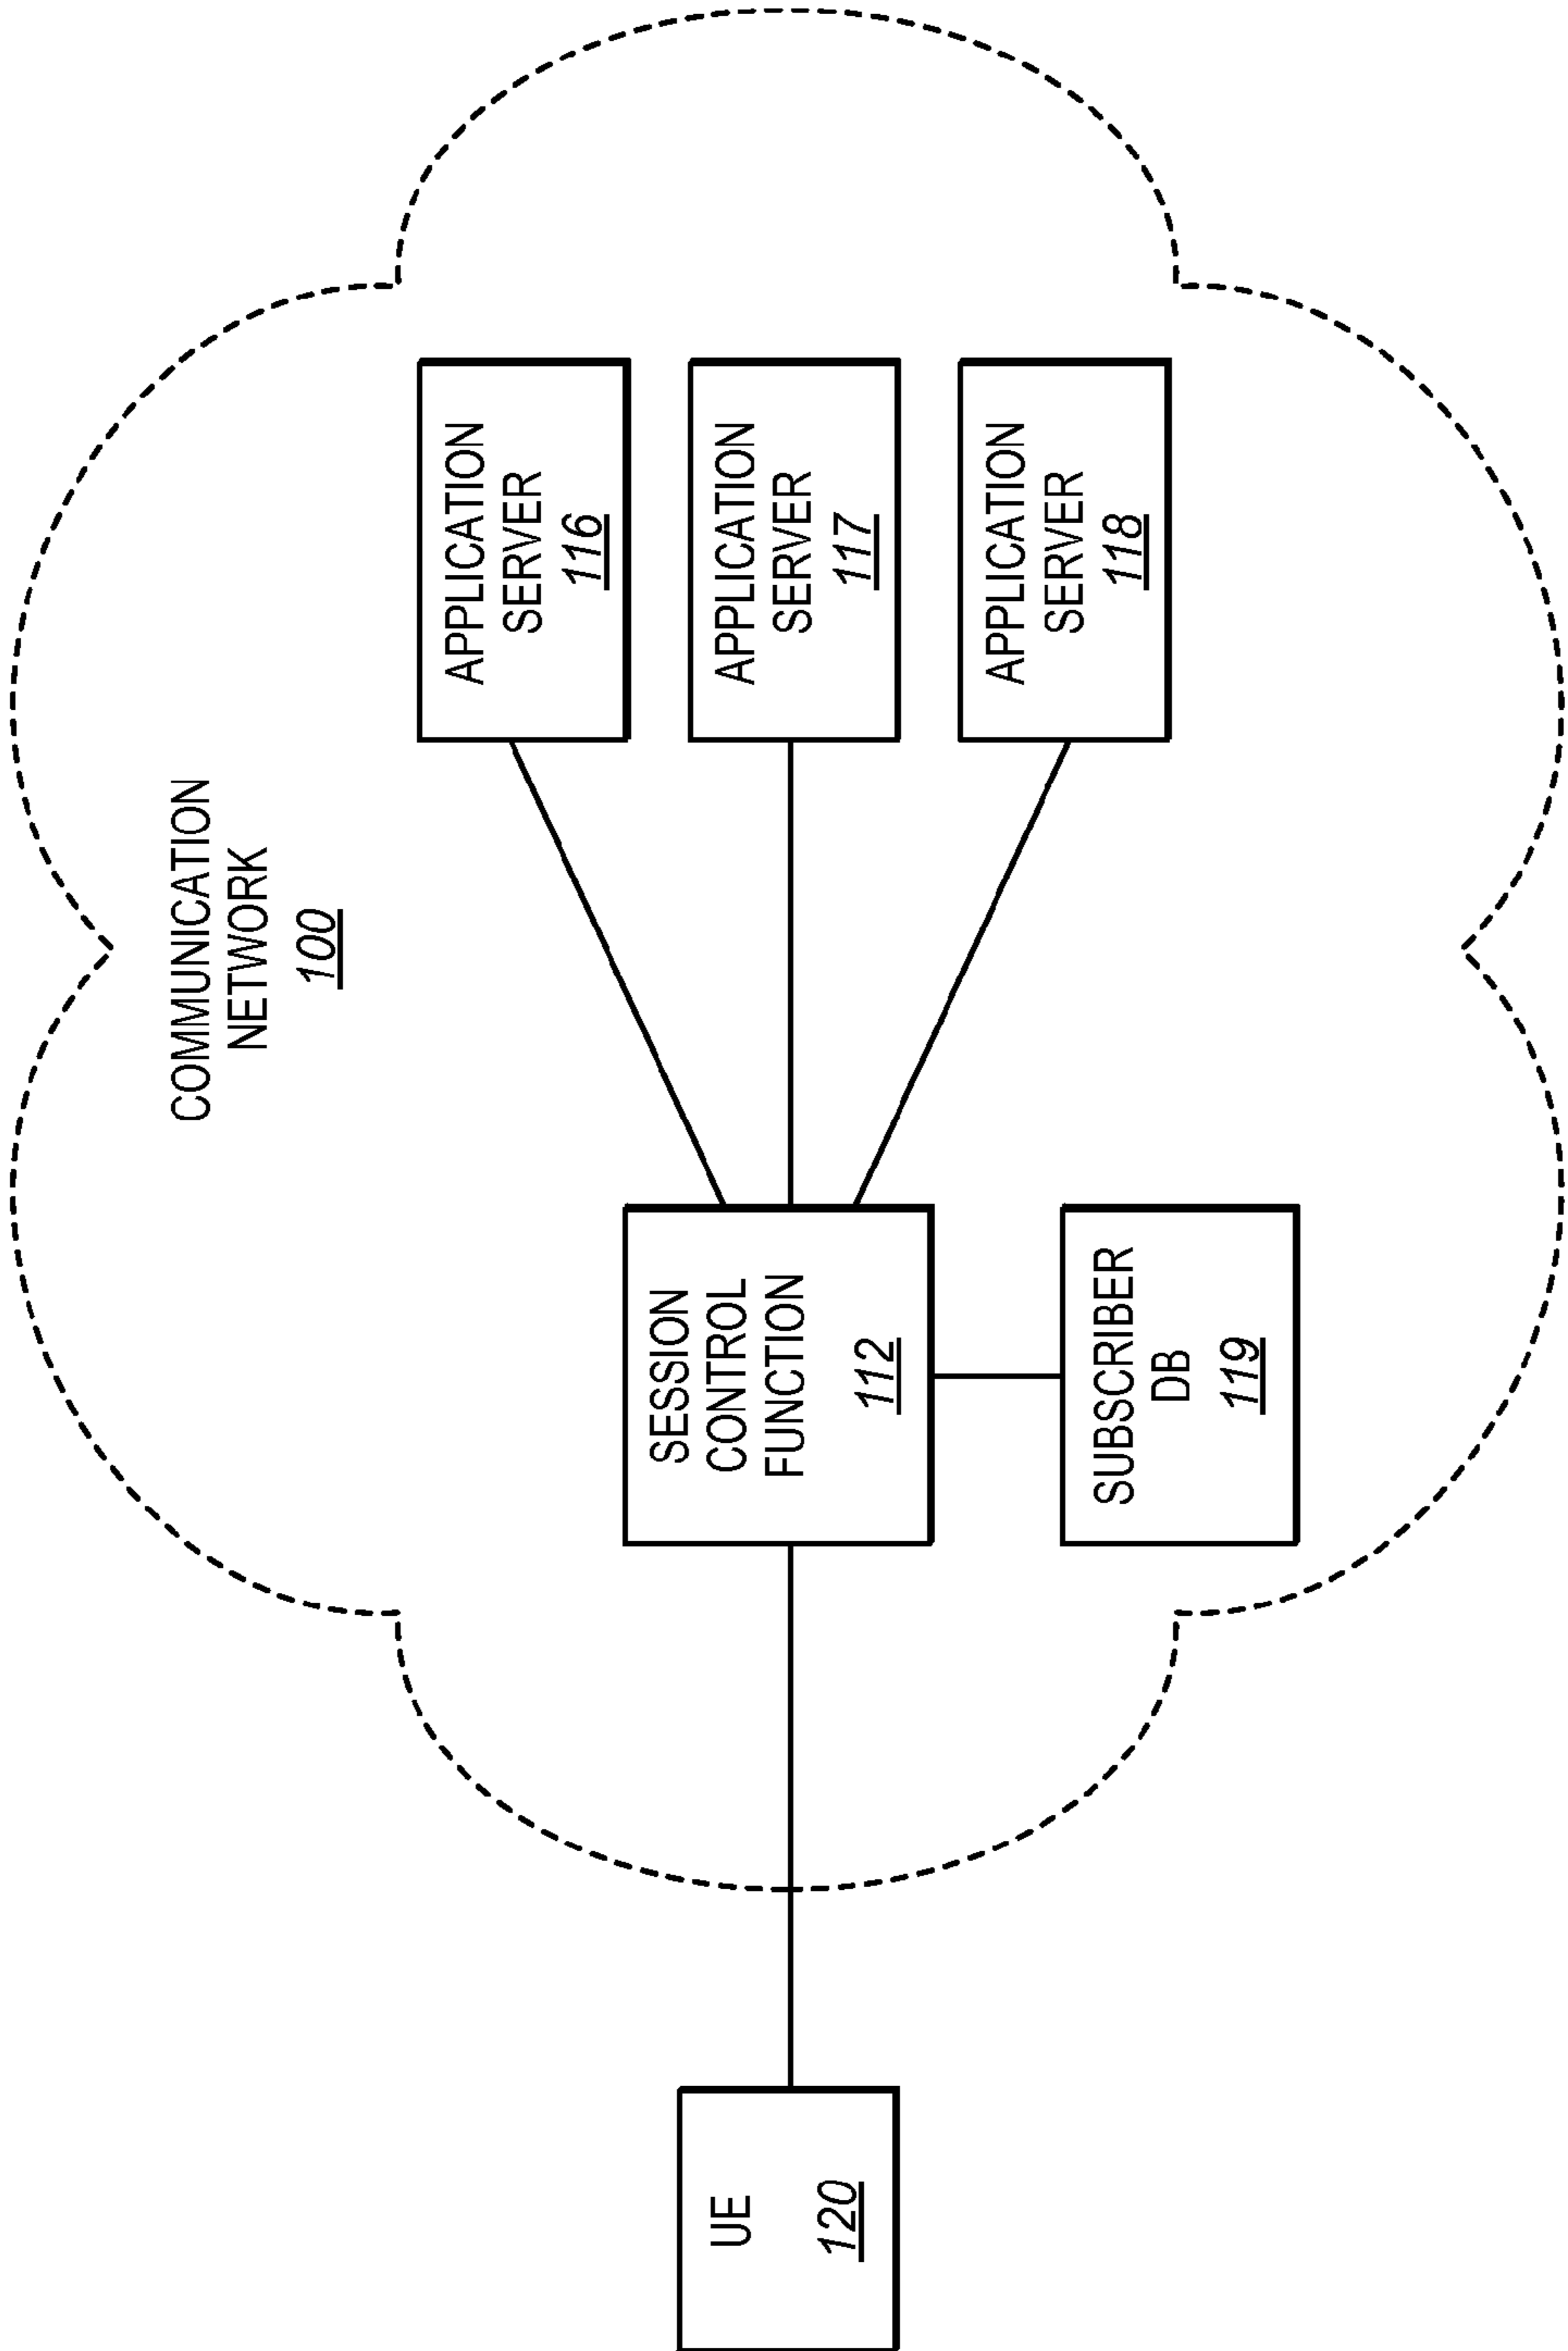 COMMUNICATION
NETWORK
100
APPLICATION
SERVER
116
SESSION
CONTROL
FUNCTION
112
APPLICATION
SERVER
117
UE
120
APPLICATION
SERVER
118
SUBSCRIBER
DB
119